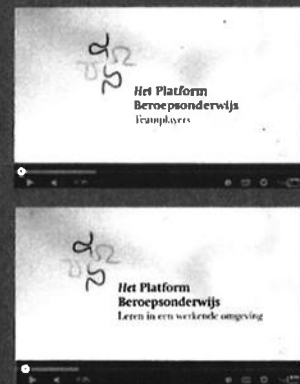 Het Platform
Beroepsonderwijs
Teamplayers
Het Platform
Beroepsonderwijs
Leren in een werkende omgeving